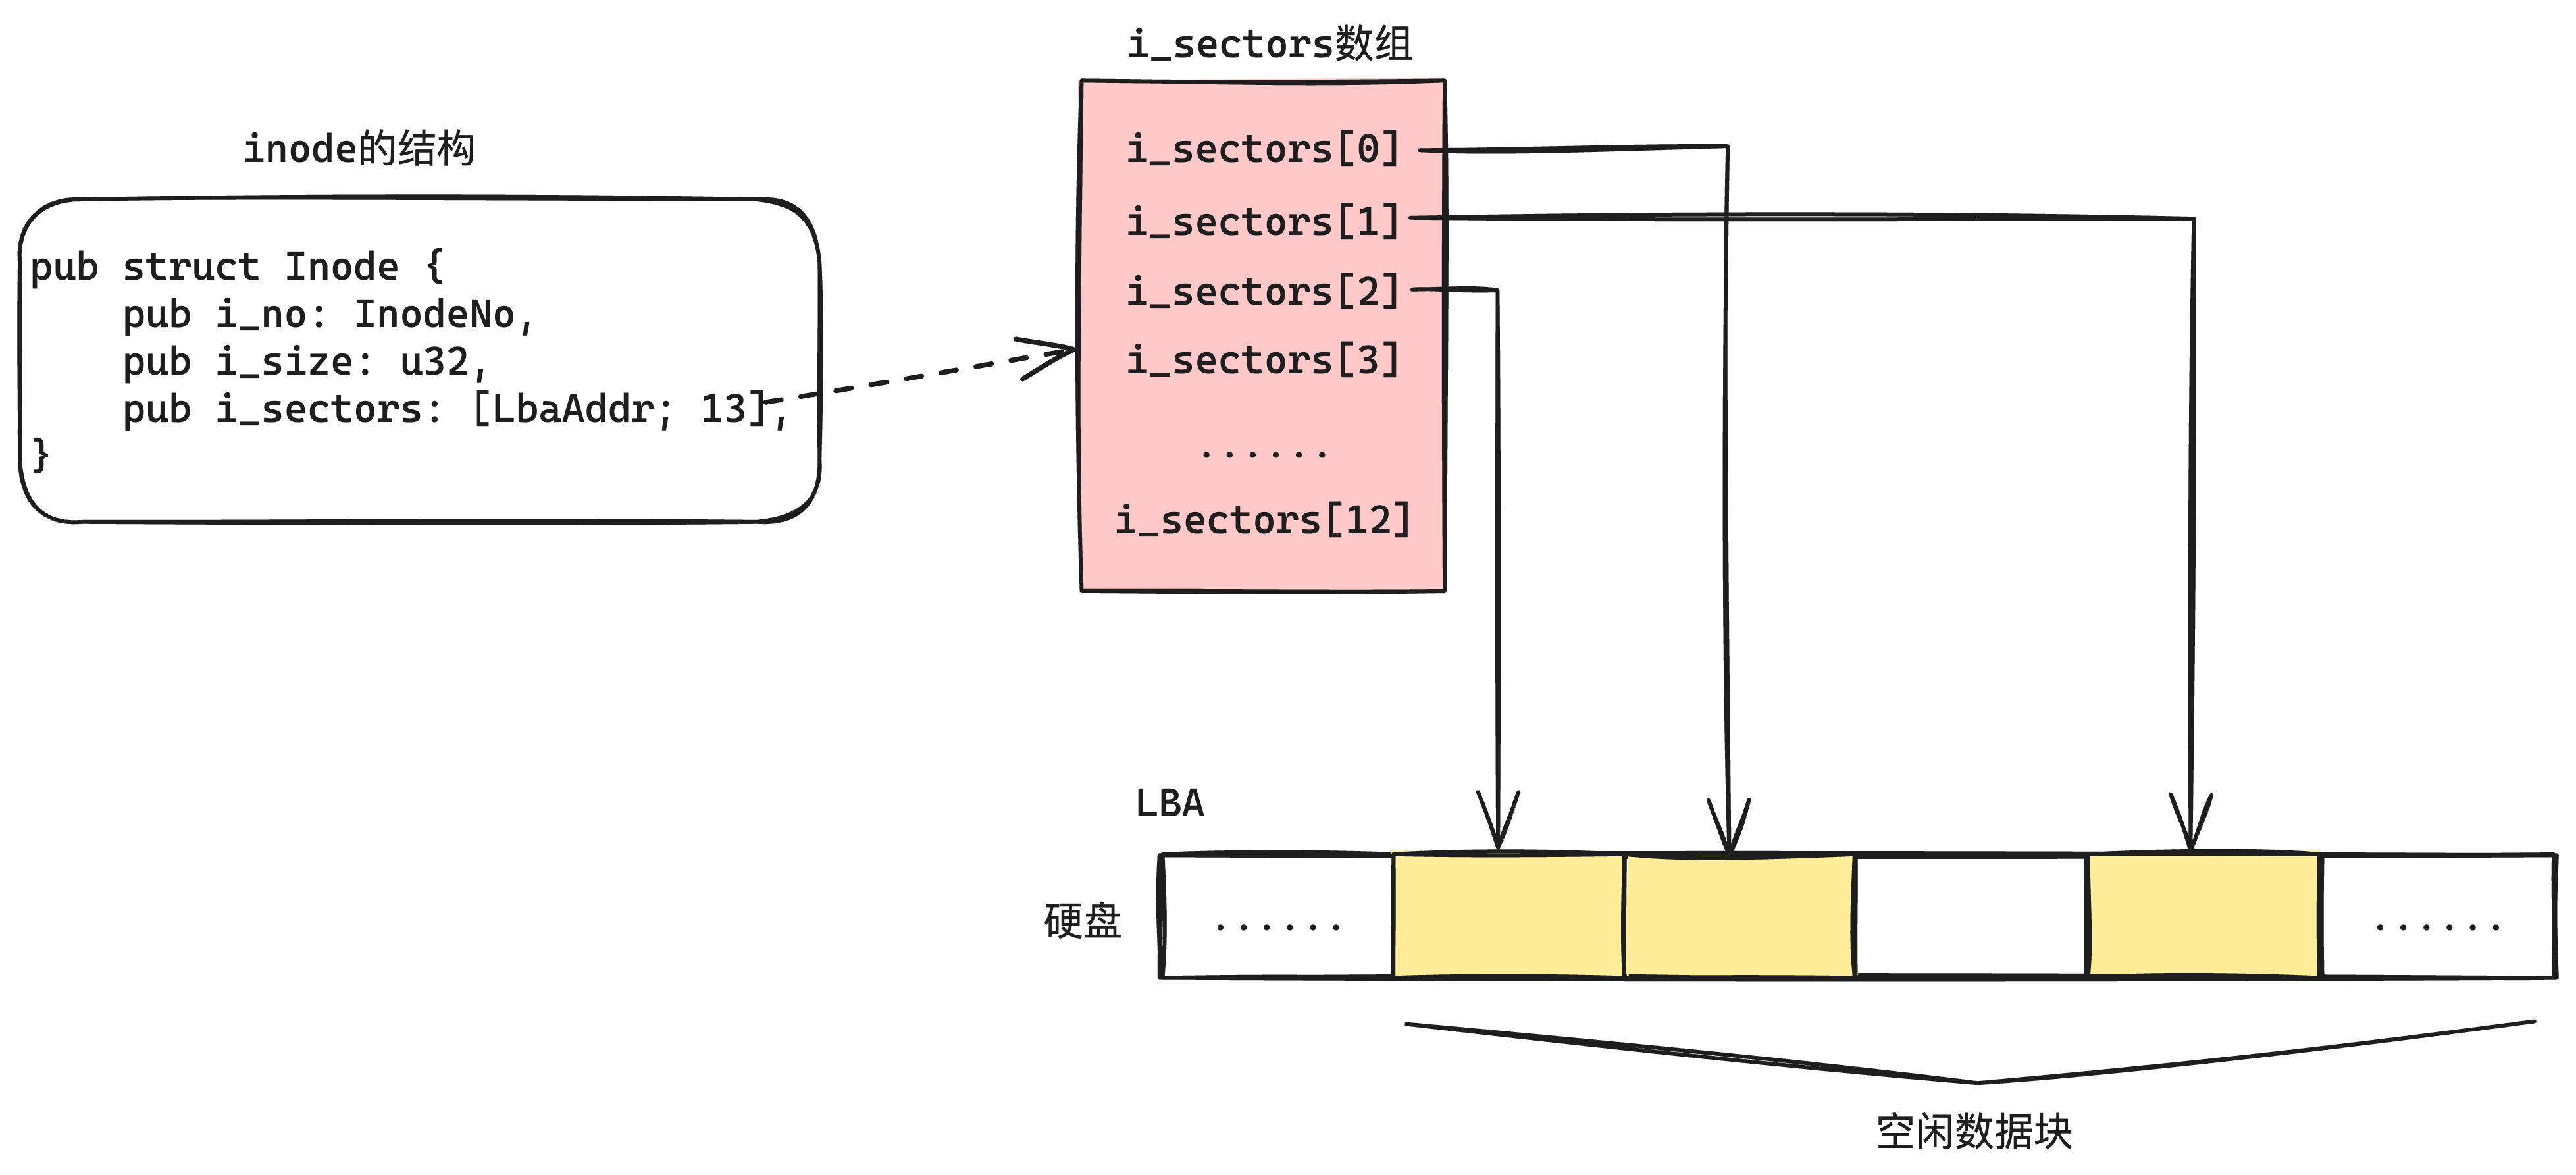 i_sectors数组
inode的结构
pub struct Inode {
    pub i_no: InodeNo,
    pub i_size: u32,
    pub i_sectors: [LbaAddr; 13],
}
i_sectors[0]
i_sectors[1]
i_sectors[2]
i_sectors[3]
......
i_sectors[12]
LBA
硬盘
......
......
空闲数据块